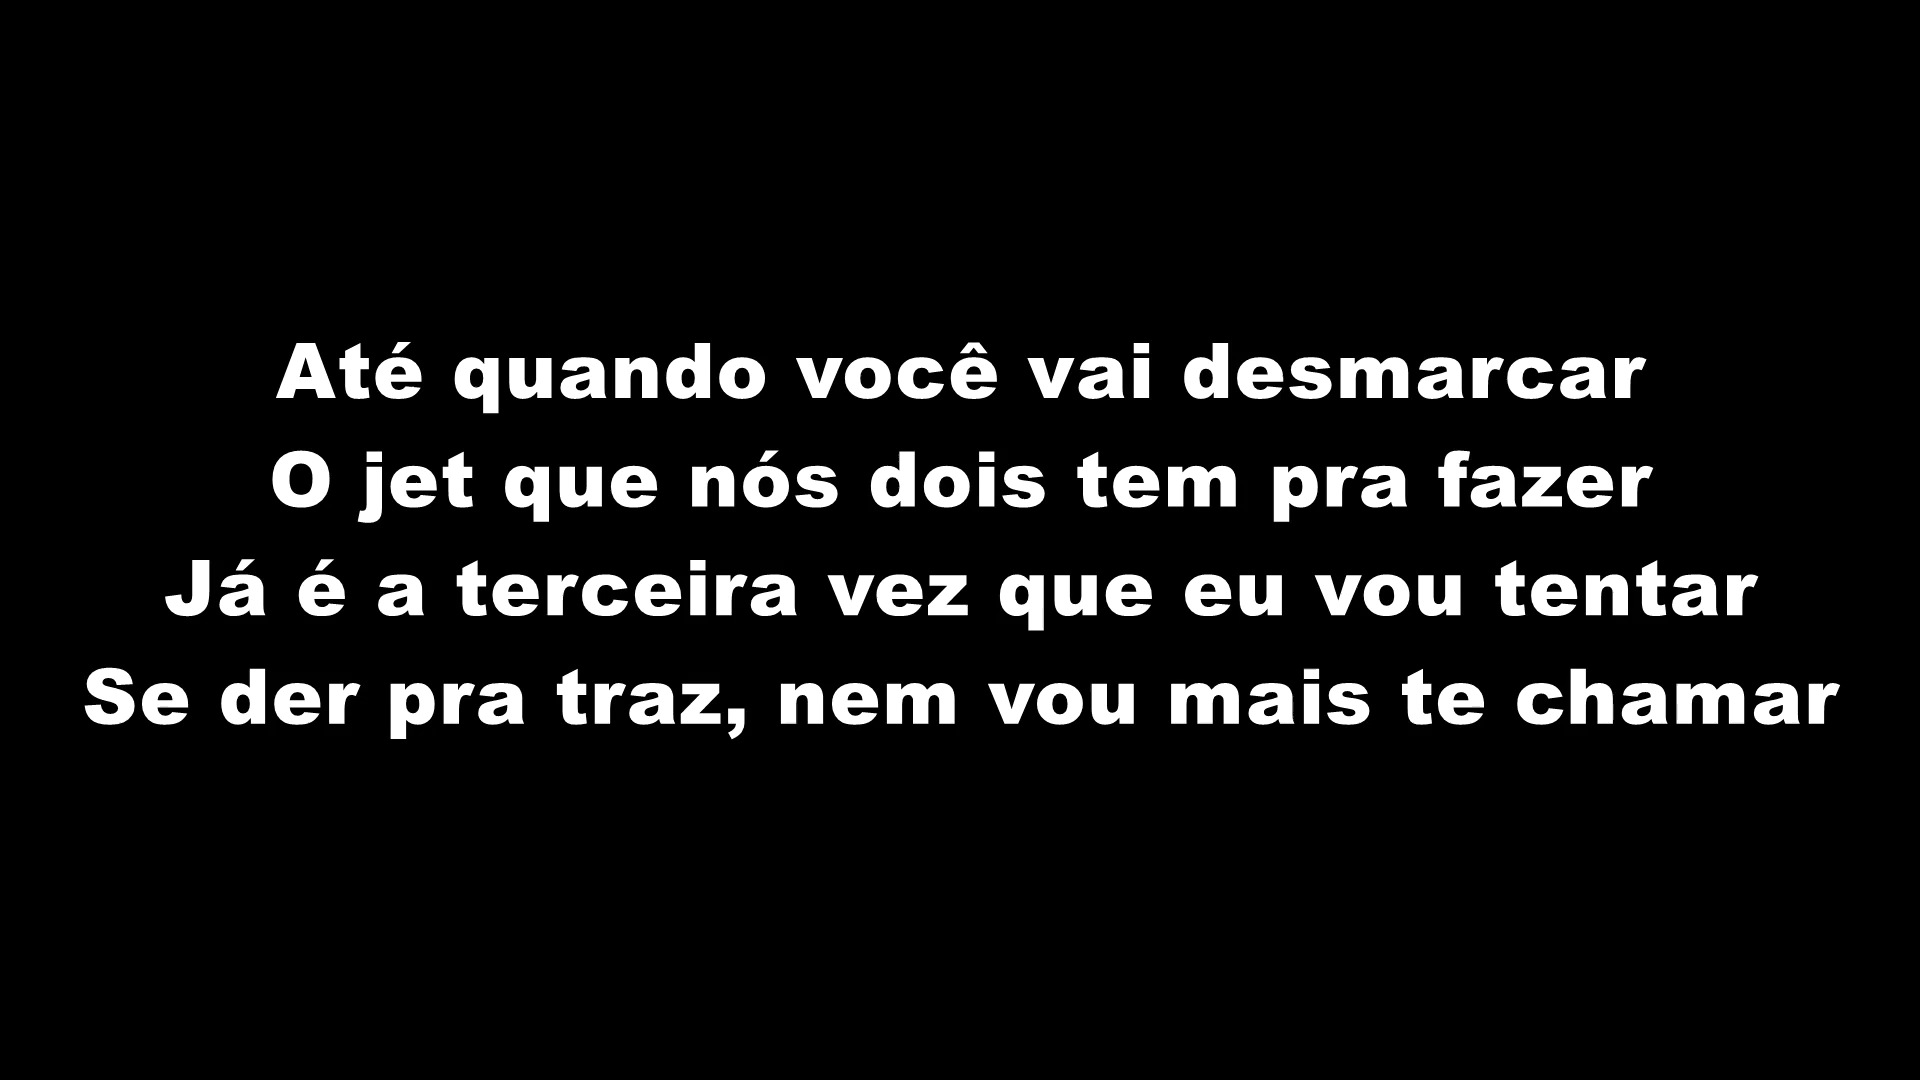 Até quando você vai desmarcar
O jet que nós dois tem pra fazer
Já é a terceira vez que eu vou tentar
Se der pra traz, nem vou mais te chamar